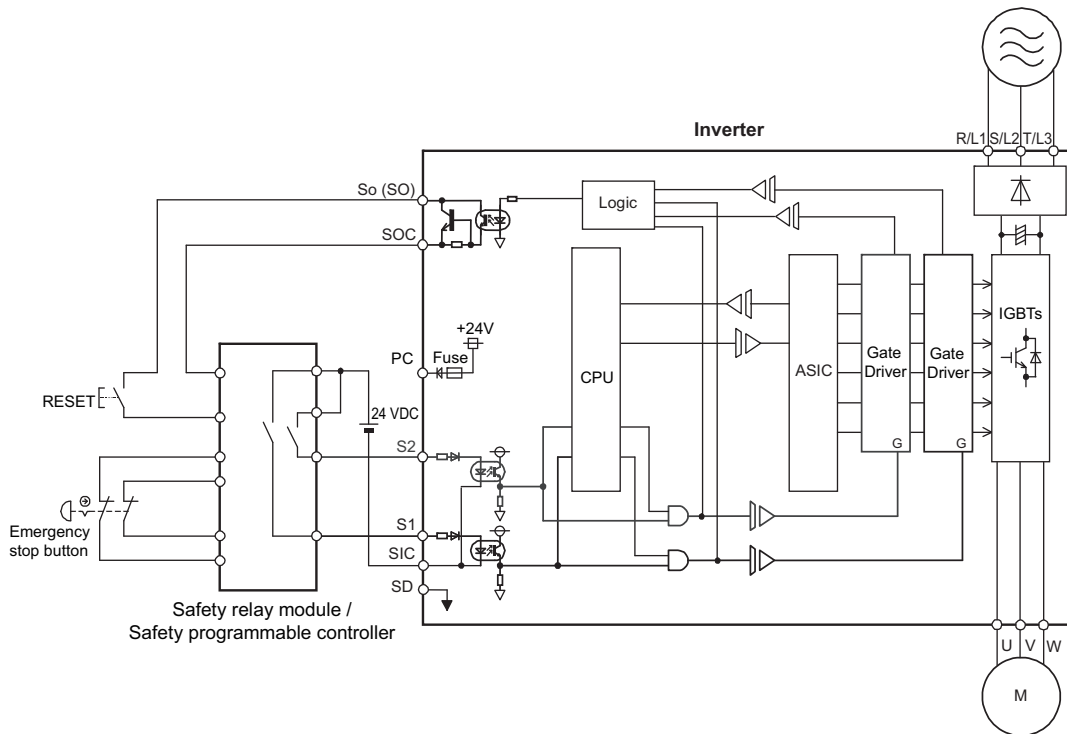 Inverter
R/L1 S/L2 T/L3
So (SO)
SOC
Logic
+24V
PC
Fuse
CPU
ASIC
Gate
Driver
Gate
Driver
IGBTs
G
G
RESET
24 VDC
S2
Emergency
stop button
S1
SIC
SD
Safety relay module /
Safety programmable controller
U
V
W
M